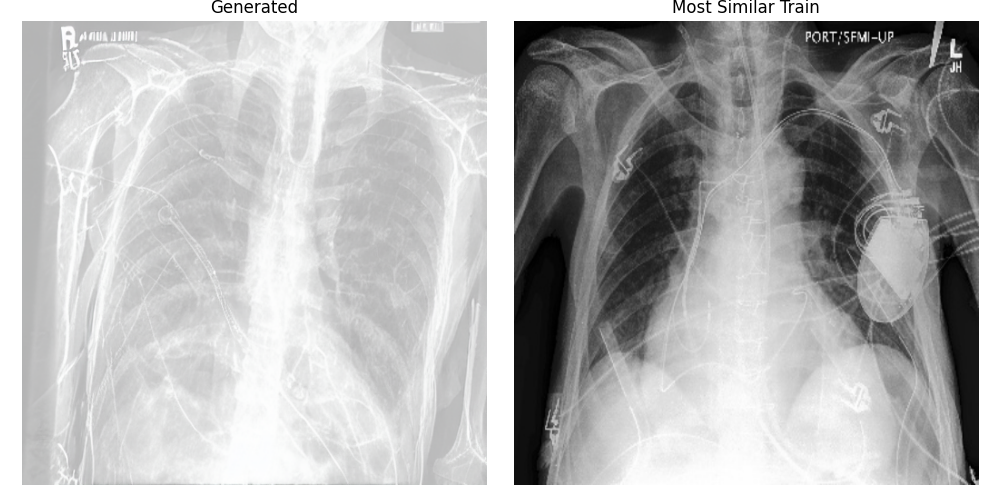 Generated
Most Similar Train
R
PORT/SEMI-UP
L
JH